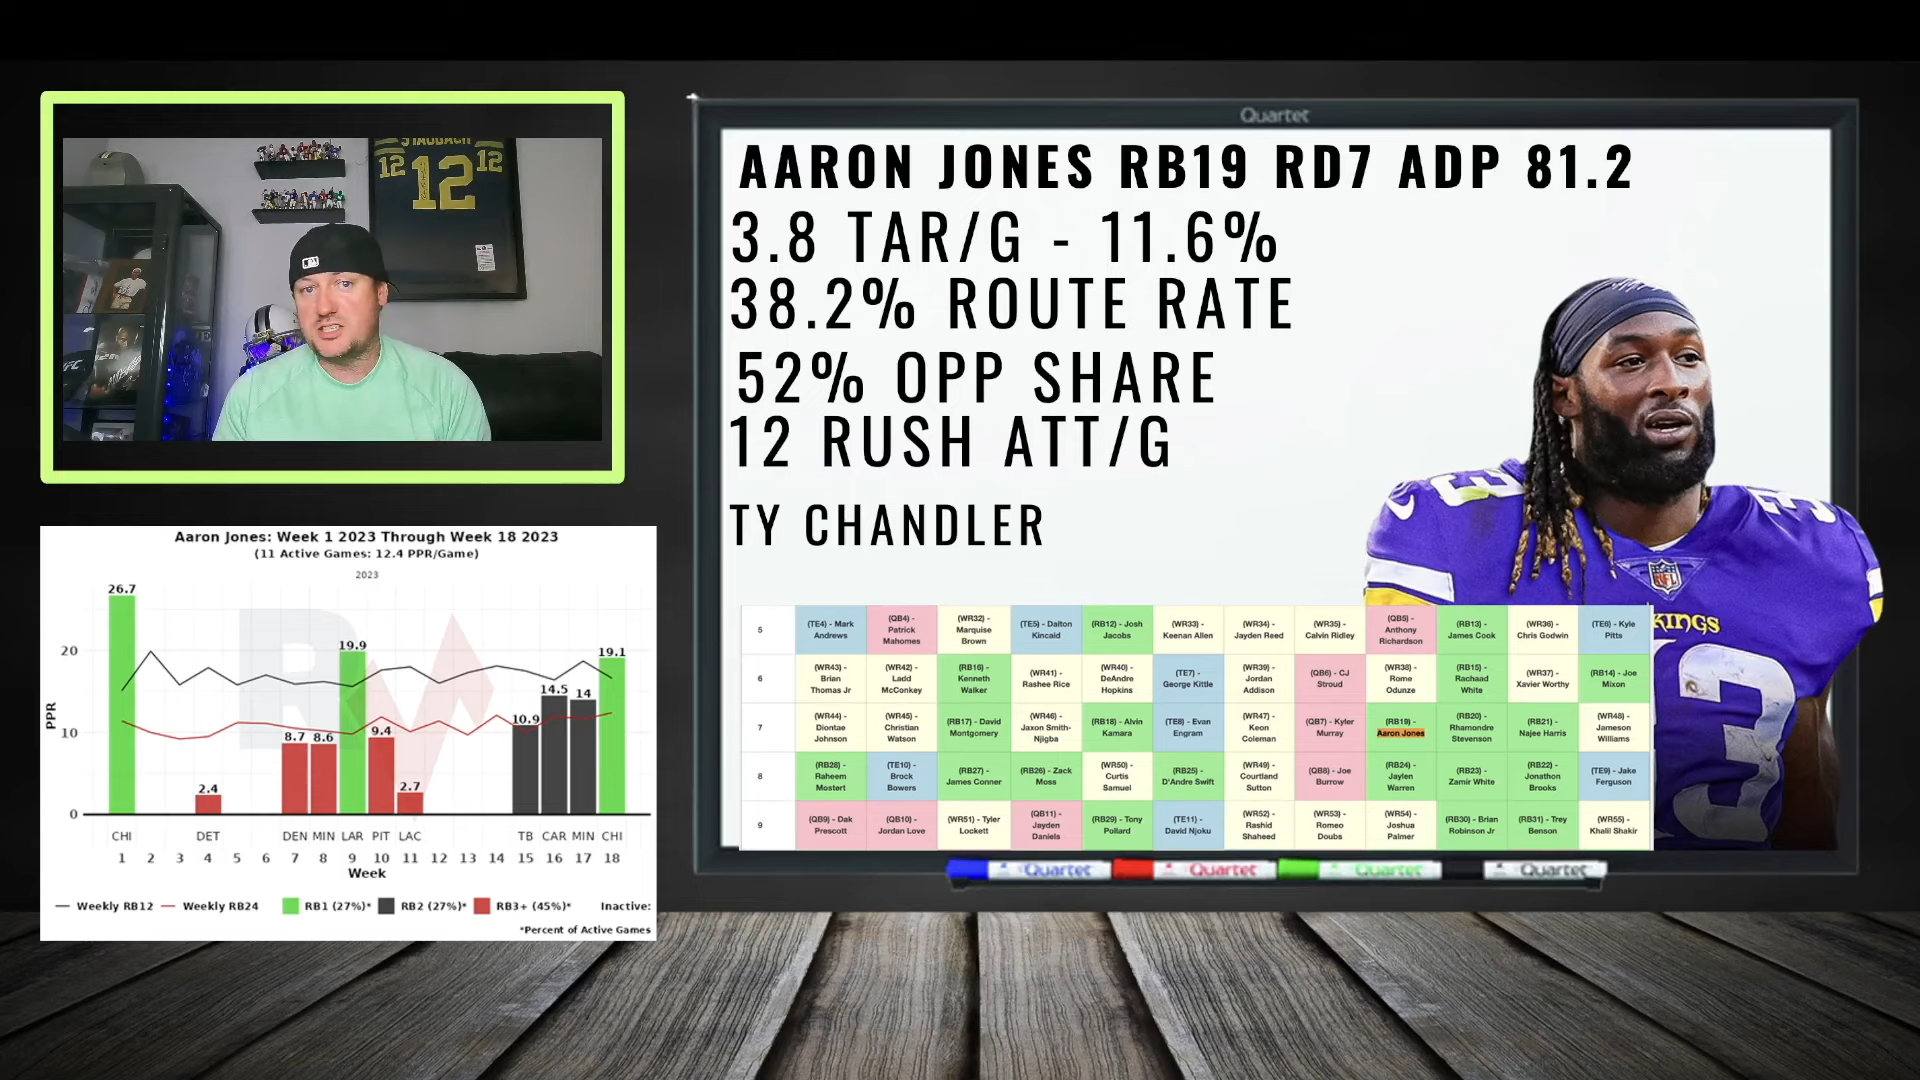 Quartet
STAUBACH
12 12 12
AARON JONES RB19 RD7 ADP 81.2
3.8 TAR/G - 11.6%
38.2% ROUTE RATE
52% OPP SHARE
12 RUSH ATT/G
TY CHANDLER
NFL
KINGS
Aaron Jones: Week 1 2023 Through Week 18 2023
(11 Active Games: 12.4 PPR/Game)
2023
PPR
20
10
0
26.7
2.4
8.7
8.6
19.9
9.4
2.7
10.9
14.5
14
19.1
CHI DET DEN MIN LAR PIT LAC TB CAR MIN CHI
1 2 3 4 5 6 7 8 9 10 11 12 13 14 15 16 17 18
Week
Weekly RB12 Weekly RB24 RB1 (27%)* RB2 (27%)* RB3+ (45%)* Inactive:
*Percent of Active Games
5
(TE4) - Mark
Andrews
(QB4) -
Patrick
Mahomes
(WR32) -
Marquise
Brown
(TE5) - Dalton
Kincaid
(RB12) - Josh
Jacobs
(WR33) -
Keenan Allen
(WR34) -
Jayden Reed
(WR35) -
Calvin Ridley
(QB5) -
Anthony
Richardson
(RB13) -
James Cook
(WR36) -
Chris Godwin
(TE6) - Kyle
Pitts
6
(WR43) -
Brian
Thomas Jr
(WR42) -
Ladd
McConkey
(RB16) -
Kenneth
Walker
(WR41) -
Rashee Rice
(WR40) -
DeAndre
Hopkins
(TE7) -
George Kittle
(WR39) -
Jordan
Addison
(QB6) - CJ
Stroud
(WR38) -
Rome
Odunze
(RB15) -
Rachaad
White
(WR37) -
Xavier Worthy
(RB14) - Joe
Mixon
7
(WR44) -
Diontae
Johnson
(WR45) -
Christian
Watson
(RB17) - David
Montgomery
(WR46) -
Jaxon Smith-
Njigba
(RB18) - Alvin
Kamara
(TE8) - Evan
Engram
(WR47) -
Keon
Coleman
(QB7) - Kyler
Murray
(RB19) -
Aaron Jones
(RB20) -
Rhamondre
Stevenson
(RB21) -
Najee Harris
(WR48) -
Jameson
Williams
8
(RB28) -
Raheem
Mostert
(TE10) -
Brock
Bowers
(RB27) -
James Conner
(RB26) - Zack
Moss
(WR50) -
Curtis
Samuel
(RB25) -
D'Andre Swift
(WR49) -
Courtland
Sutton
(QB8) - Joe
Burrow
(RB24) -
Jaylen
Warren
(RB23) -
Zamir White
(RB22) -
Jonathon
Brooks
(TE9) - Jake
Ferguson
9
(QB9) - Dak
Prescott
(QB10) -
Jordan Love
(WR51) - Tyler
Lockett
(QB11) -
Jayden
Daniels
(RB29) - Tony
Pollard
(TE11) -
David Njoku
(WR52) -
Rashid
Shaheed
(WR53) -
Romeo
Doubs
(WR54) -
Joshua
Palmer
(RB30) - Brian
Robinson Jr
(RB31) - Trey
Benson
(WR55) -
Khalil Shakir
Quartet Quartet Quartet Quartet